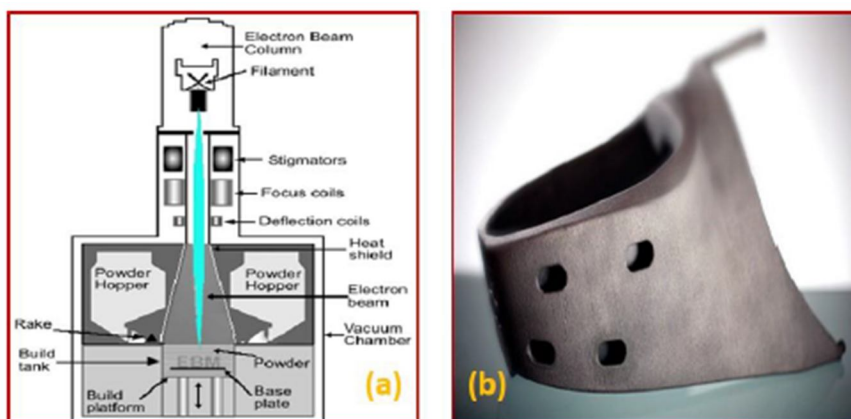 Electron Beam
Column
Filament
Stigmators
Focus coils
Deflection coils
Heat
shield
Powder
Hopper
Powder
Hopper
Electron
beam
Rake
Vacuum
Chamber
Build
tank
EBM
Powder
Build
platform
Base
plate
(a)
(b)